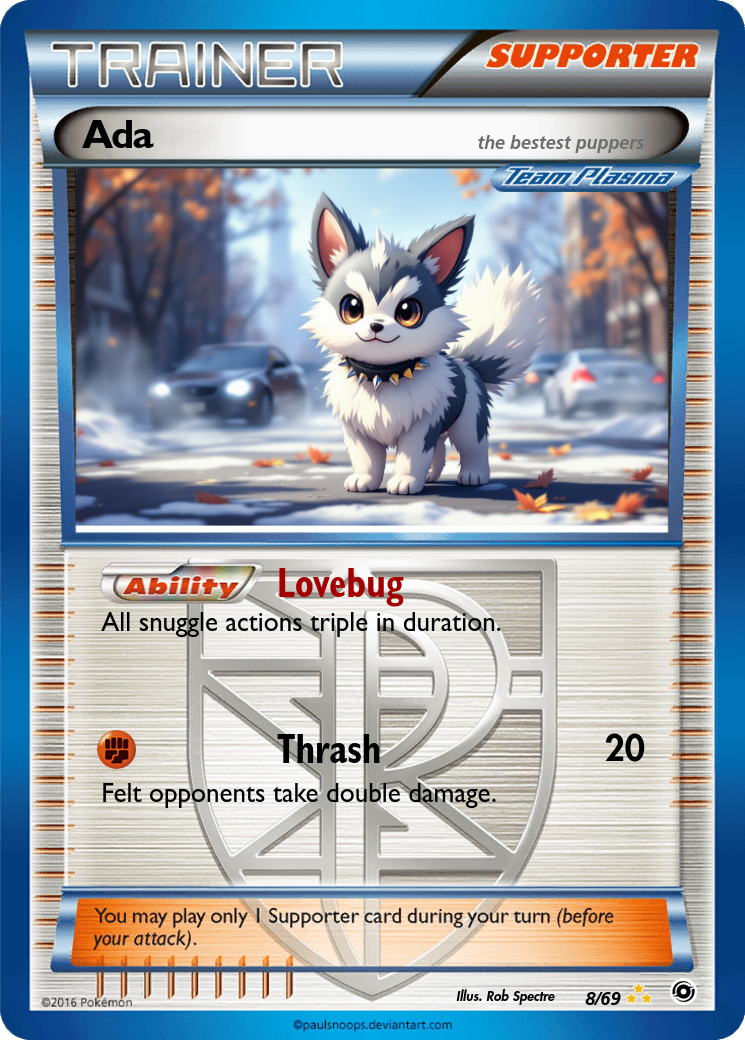 TRAINER
SUPPORTER
Ada
the bestest puppers
Team Plasma
Ability Lovebug
All snuggle actions triple in duration.
Thrash 20
Felt opponents take double damage.
You may play only 1 Supporter card during your turn (before
your attack).
©2016 Pokémon
Illus. Rob Spectre
8/69
©paulsnoops.deviantart.com